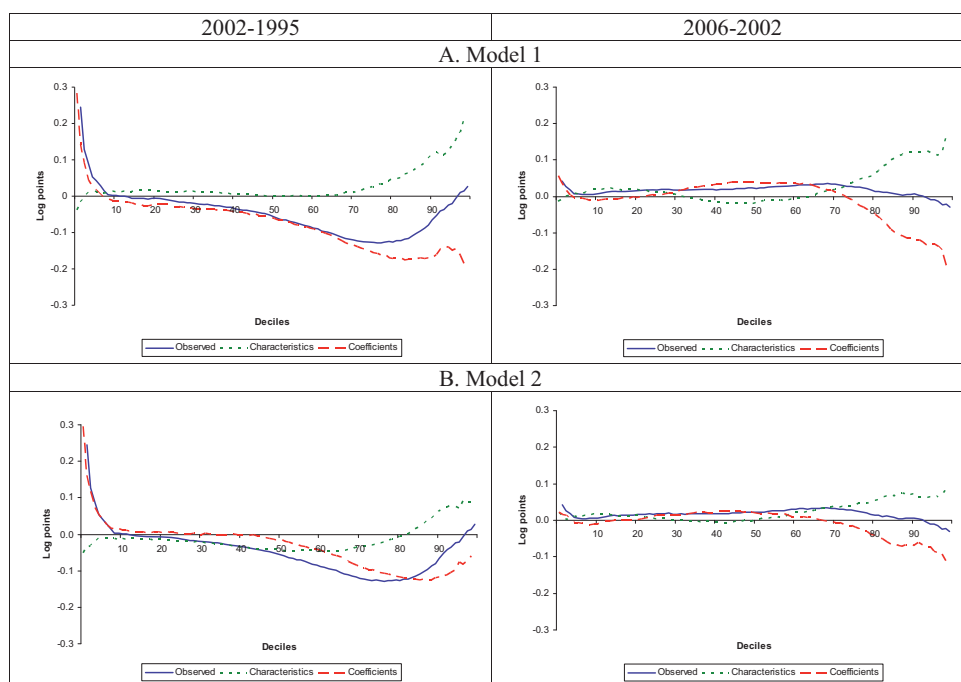 2002-1995 2006-2002
A. Model 1
0.3 0.3
0.2 0.2
0.1 0.1
0.0 0.0
10 20 30 40 50 60 70 80 90 10 20 30 40 50 60 70 80 90
-0.1 -0.1
-0.2 -0.2
-0.3 -0.3
Log points Log points
Deciles Deciles
Observed Characteristics Coefficients Observed Characteristics Coefficients
B. Model 2
0.3 0.3
0.2 0.2
0.1 0.1
0.0 0.0
10 20 30 40 50 60 70 80 90 10 20 30 40 50 60 70 80 90
-0.1 -0.1
-0.2 -0.2
-0.3 -0.3
Log points Log points
Deciles Deciles
Observed Characteristics Coefficients Observed Characteristics Coefficients